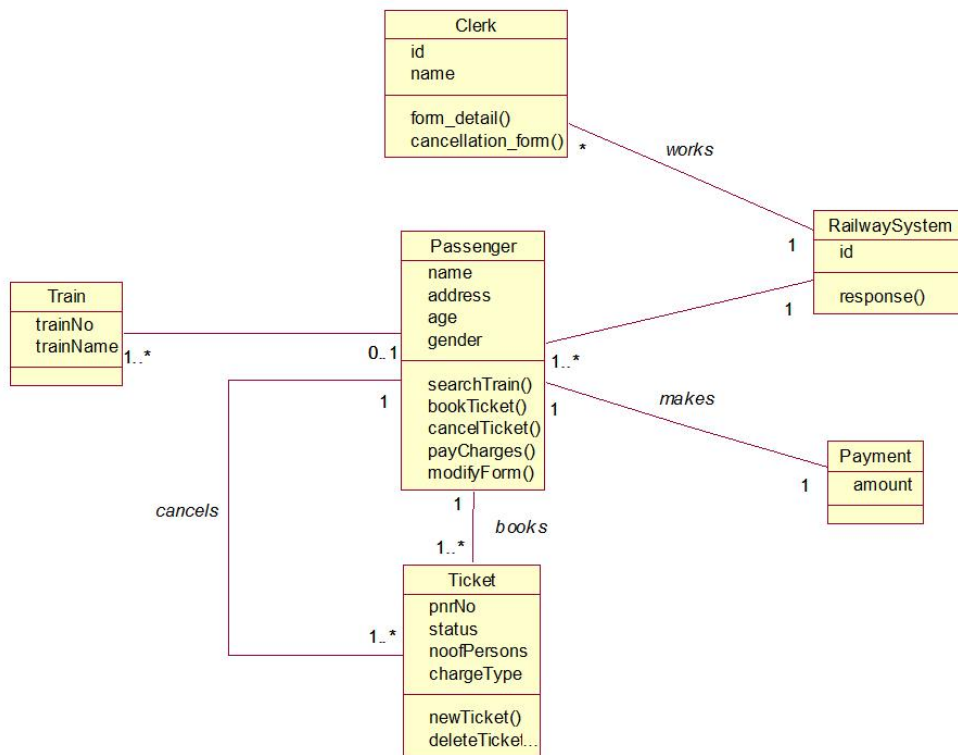 Clerk
id
name
form_detail()
cancellation_form()
*
works
RailwaySystem
1
id
response()
1
Passenger
name
address
age
gender
searchTrain()
bookTicket()
cancelTicket()
payCharges()
modifyForm()
Train
trainNo
trainName
1..*
0..1
1..*
1
1
makes
Payment
amount
1
cancels
1
books
1..*
Ticket
pnrNo
status
noofPersons
chargeType
1..*
newTicket()
deleteTicket...